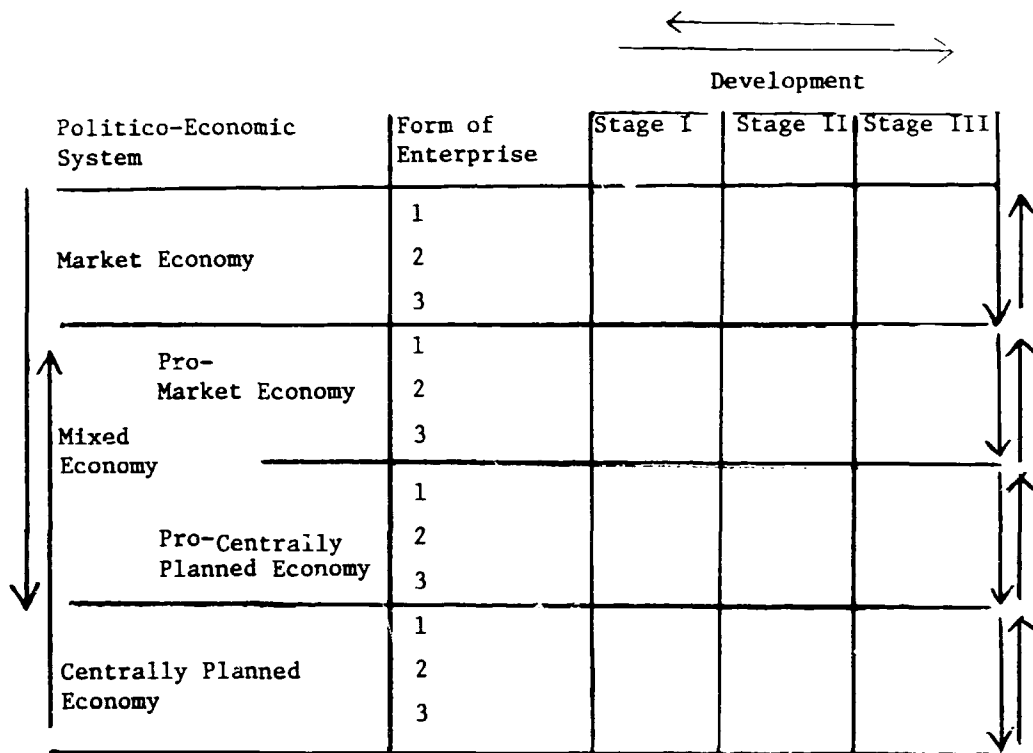 Development
Politico-Economic System
Form of Enterprise
Stage I
Stage II
Stage III
Market Economy
1
2
3
Mixed Economy
Pro-
Market Economy
1
2
3
Pro-Centrally
Planned Economy
1
2
3
Centrally Planned
Economy
1
2
3